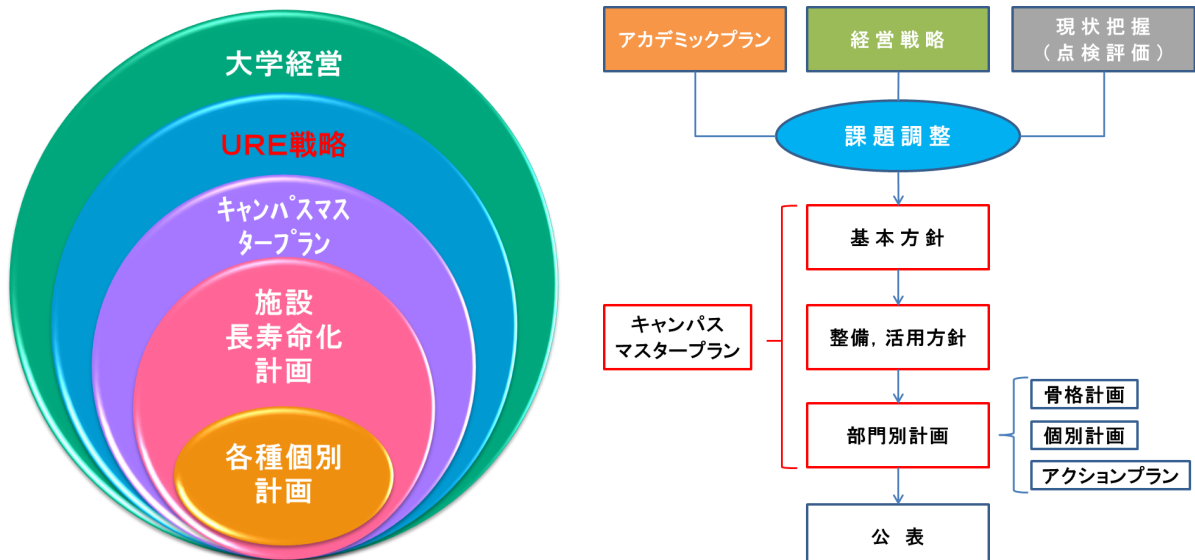 大学経営
URE戦略
キャンパスマス
タープラン
施設
長寿命化
計画
各種個別
計画
アカデミックプラン
経営戦略
現状把握
(点検評価)
課題調整
基本方針
キャンパス
マスタープラン
整備,活用方針
部門別計画
骨格計画
個別計画
アクションプラン
公表